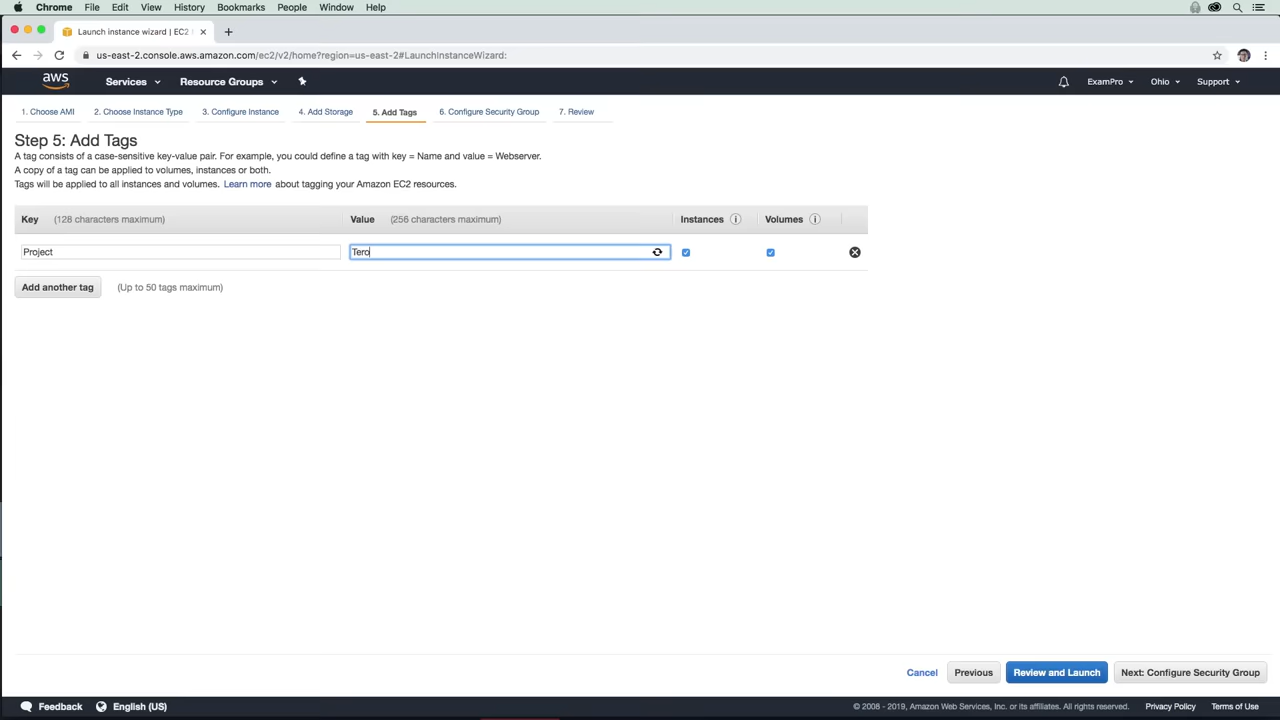 Chrome File Edit View History Bookmarks People Window Help
Launch instance wizard | EC2
us-east-2.console.aws.amazon.com/ec2/v2/home?region=us-east-2#LaunchInstanceWizard:
aws Services Resource Groups ExamPro Ohio Support
1. Choose AMI 2. Choose Instance Type 3. Configure Instance 4. Add Storage 5. Add Tags 6. Configure Security Group 7. Review
Step 5: Add Tags
A tag consists of a case-sensitive key-value pair. For example, you could define a tag with key = Name and value = Webserver.
A copy of a tag can be applied to volumes, instances or both.
Tags will be applied to all instances and volumes. Learn more about tagging your Amazon EC2 resources.
Key (128 characters maximum) Value (256 characters maximum) Instances Volumes
Project Tero
Add another tag (Up to 50 tags maximum)
Cancel Previous Review and Launch Next: Configure Security Group
Feedback English (US) © 2008 - 2019, Amazon Web Services, Inc. or its affiliates. All rights reserved. Privacy Policy Terms of Use